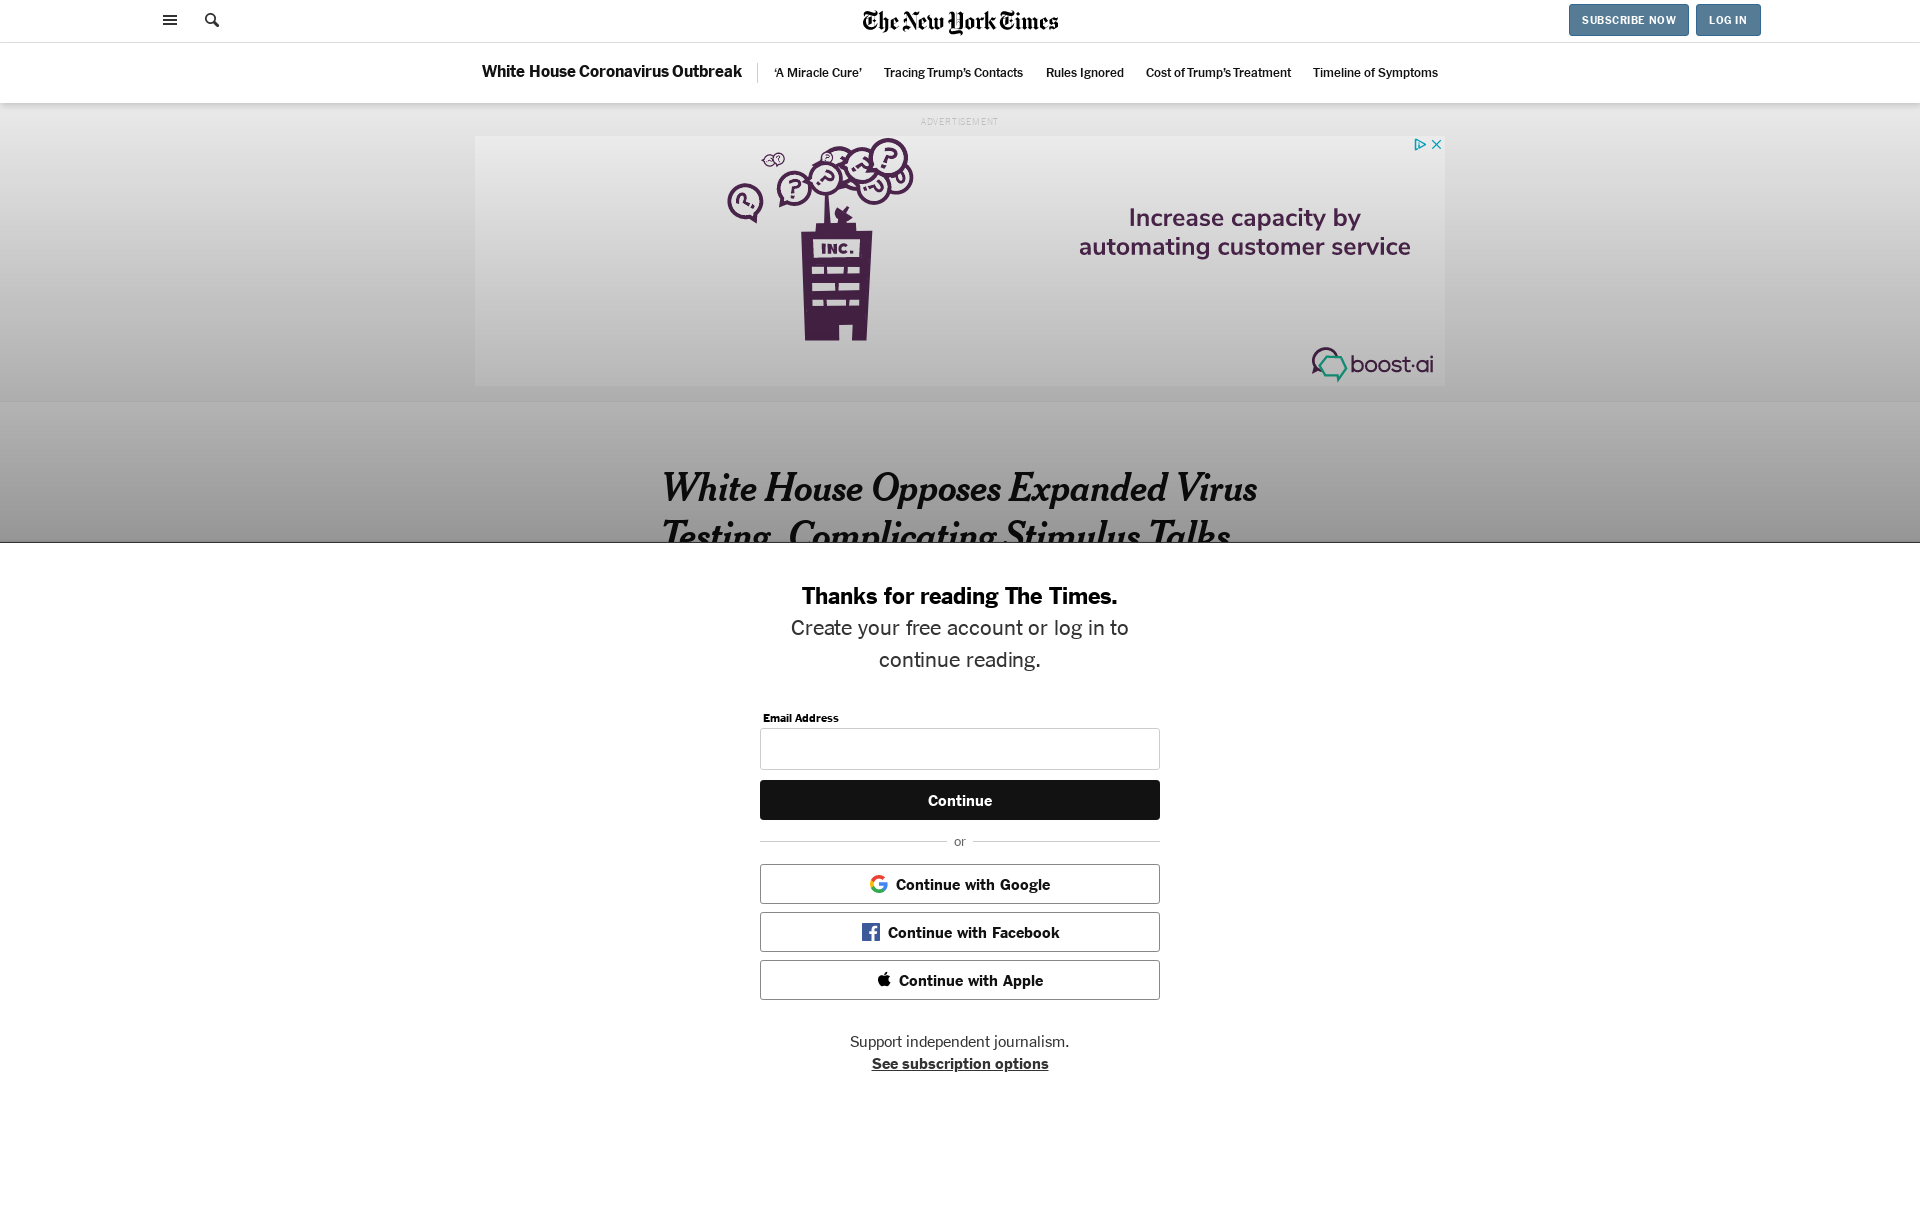 The New York Times
SUBSCRIBE NOW
LOG IN
White House Coronavirus Outbreak
‘A Miracle Cure’
Tracing Trump’s Contacts
Rules Ignored
Cost of Trump’s Treatment
Timeline of Symptoms
ADVERTISEMENT
INC.
Increase capacity by
automating customer service
boost.ai
White House Opposes Expanded Virus
Testing, Complicating Stimulus Talks
Thanks for reading The Times.
Create your free account or log in to
continue reading.
Email Address
Continue
or
Continue with Google
Continue with Facebook
Continue with Apple
Support independent journalism.
See subscription options